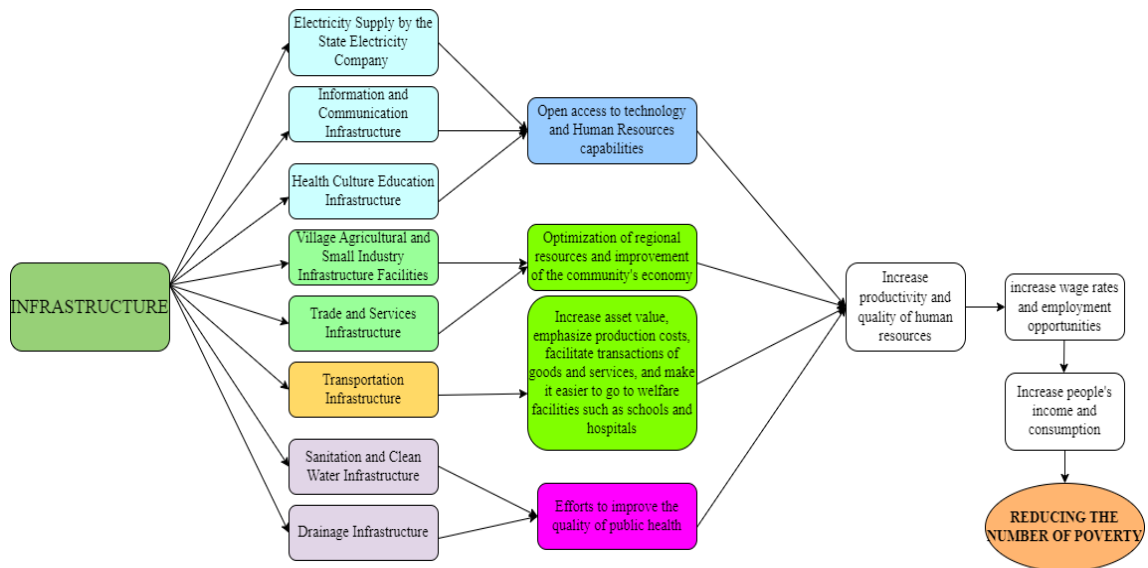 Electricity Supply by the
State Electricity
Company
Information and
Communication
Infrastructure
Health Culture Education
Infrastructure
Village Agricultural and
Small Industry
Infrastructure Facilities
Trade and Services
Infrastructure
Transportation
Infrastructure
Sanitation and Clean
Water Infrastructure
Drainage Infrastructure
INFRASTRUCTURE
Open access to technology
and Human Resources
capabilities
Optimization of regional
resources and improvement
of the community's economy
Increase asset value,
emphasize production costs,
facilitate transactions of
goods and services, and make
it easier to go to welfare
facilities such as schools and
hospitals
Efforts to improve the
quality of public health
Increase
productivity and
quality of human
resources
increase wage rates
and employment
opportunities
Increase people's
income and
consumption
REDUCING THE
NUMBER OF POVERTY